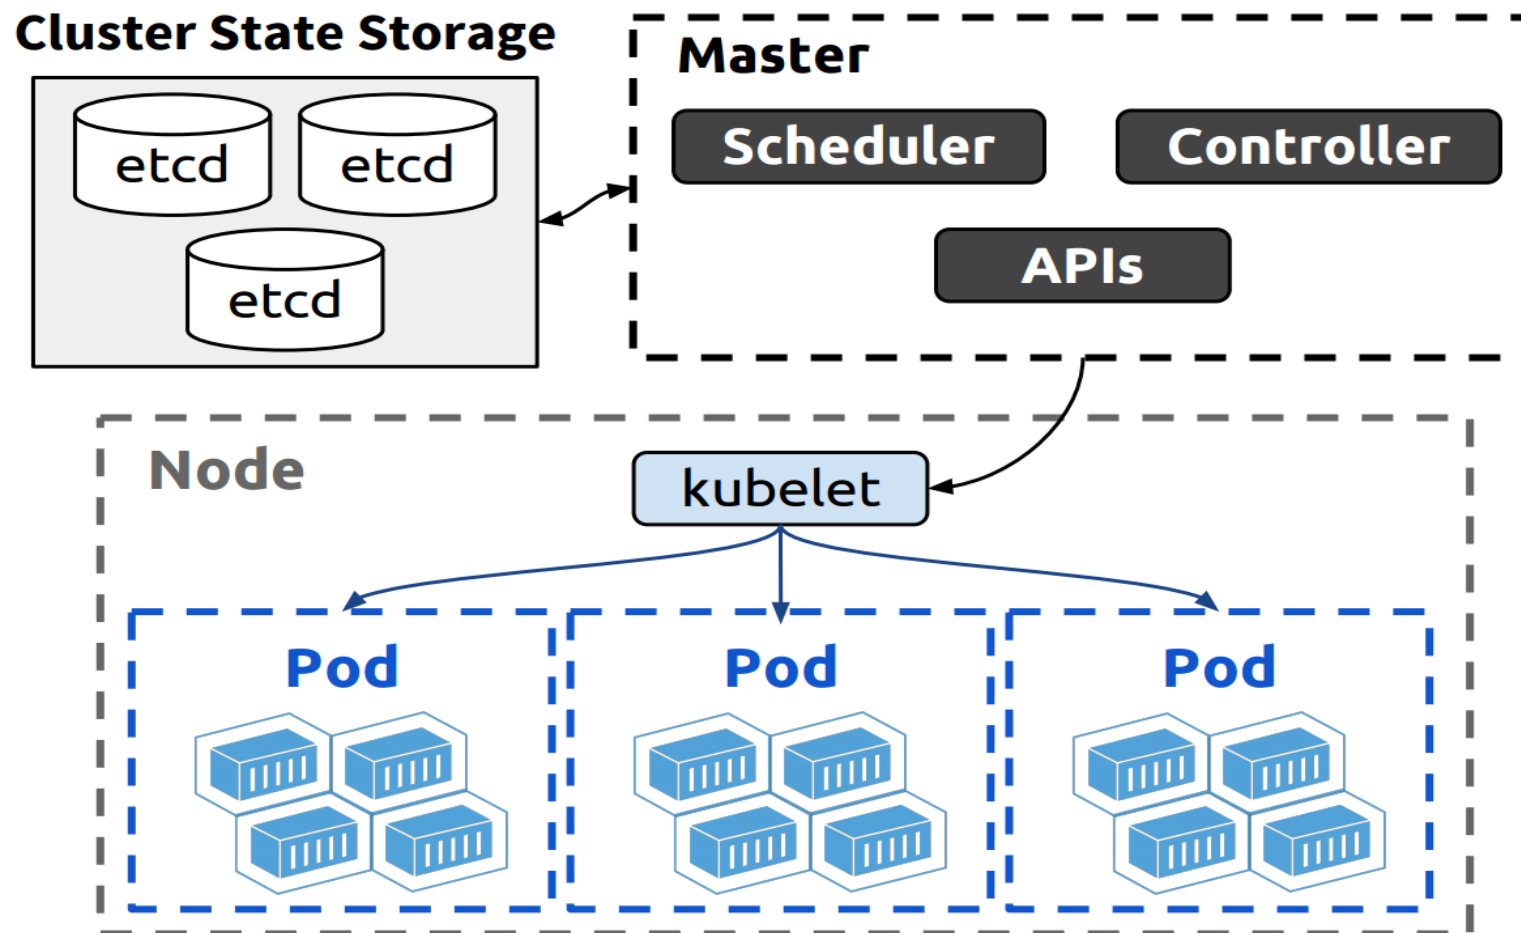 Cluster State Storage
etcd
etcd
etcd
Master
Scheduler
Controller
APIs
Node
kubelet
Pod
Pod
Pod